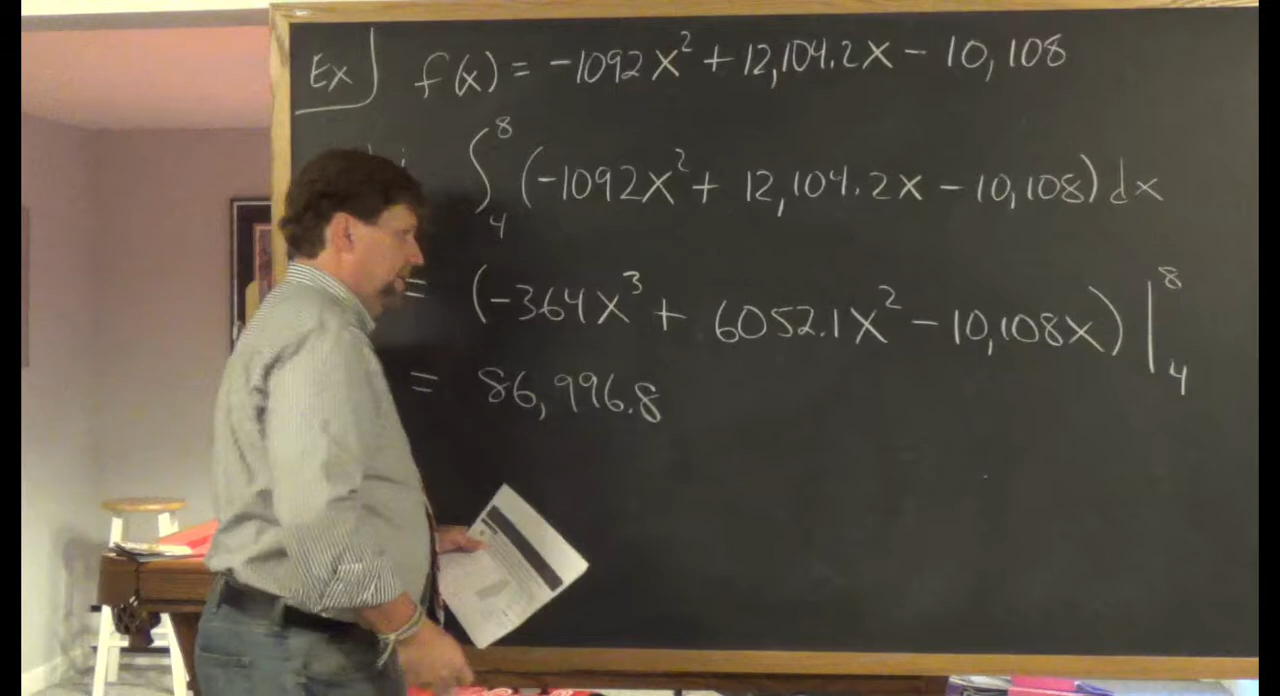 Ex f(x) = -1092x² + 12,104.2x - 10,108
∫₄⁸ (-1092x² + 12,104.2x - 10,108) dx
= (-364x³ + 6052.1x² - 10,108x) |₄⁸
= 86,996.8